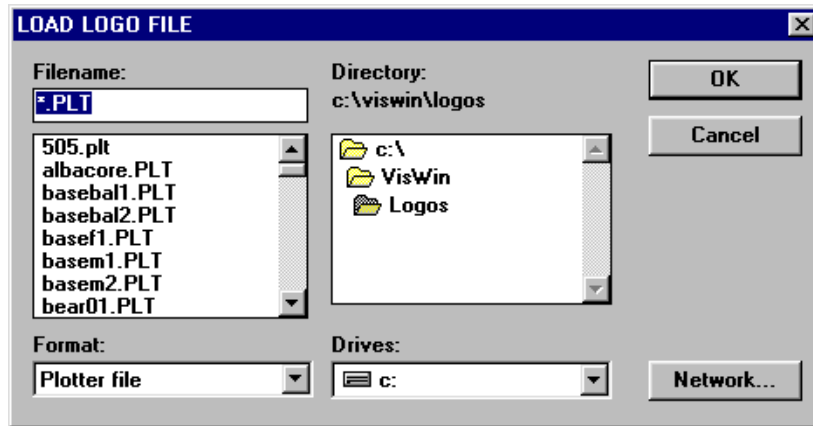 LOAD LOGO FILE
Filename:
*.PLT
505.plt
albacore.PLT
basebal1.PLT
basebal2.PLT
basef1.PLT
basem1.PLT
basem2.PLT
bear01.PLT
Format:
Plotter file
Directory:
c:\viswin\logos
c:\
VisWin
Logos
Drives:
c:
OK
Cancel
Network...